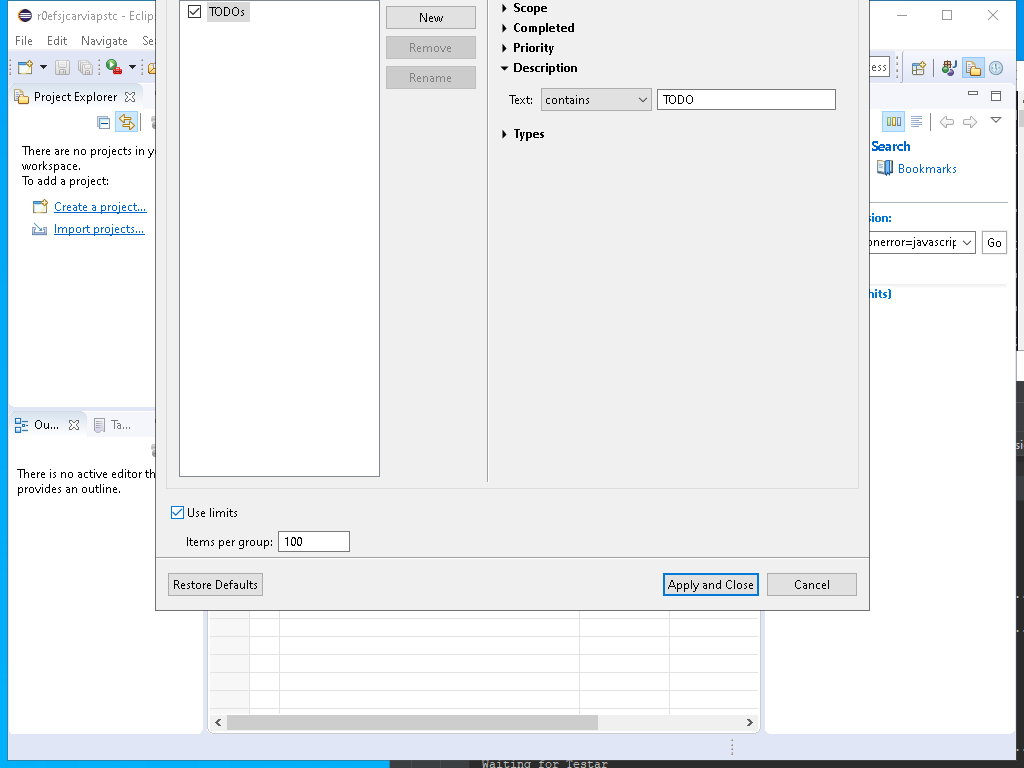 r0efsjcarviapstc - Eclip
File Edit Navigate Se
Project Explorer
There are no projects in y
workspace.
To add a project:
Create a project...
Import projects...
Ou... Ta...
There is no active editor th
provides an outline.
TODOs
New
Remove
Rename
Scope
Completed
Priority
Description
Text: contains TODO
Types
Use limits
Items per group: 100
Restore Defaults
Apply and Close
Cancel
ess
Search
Bookmarks
sion:
onerror=javascrip Go
hits)
Waiting for Testar